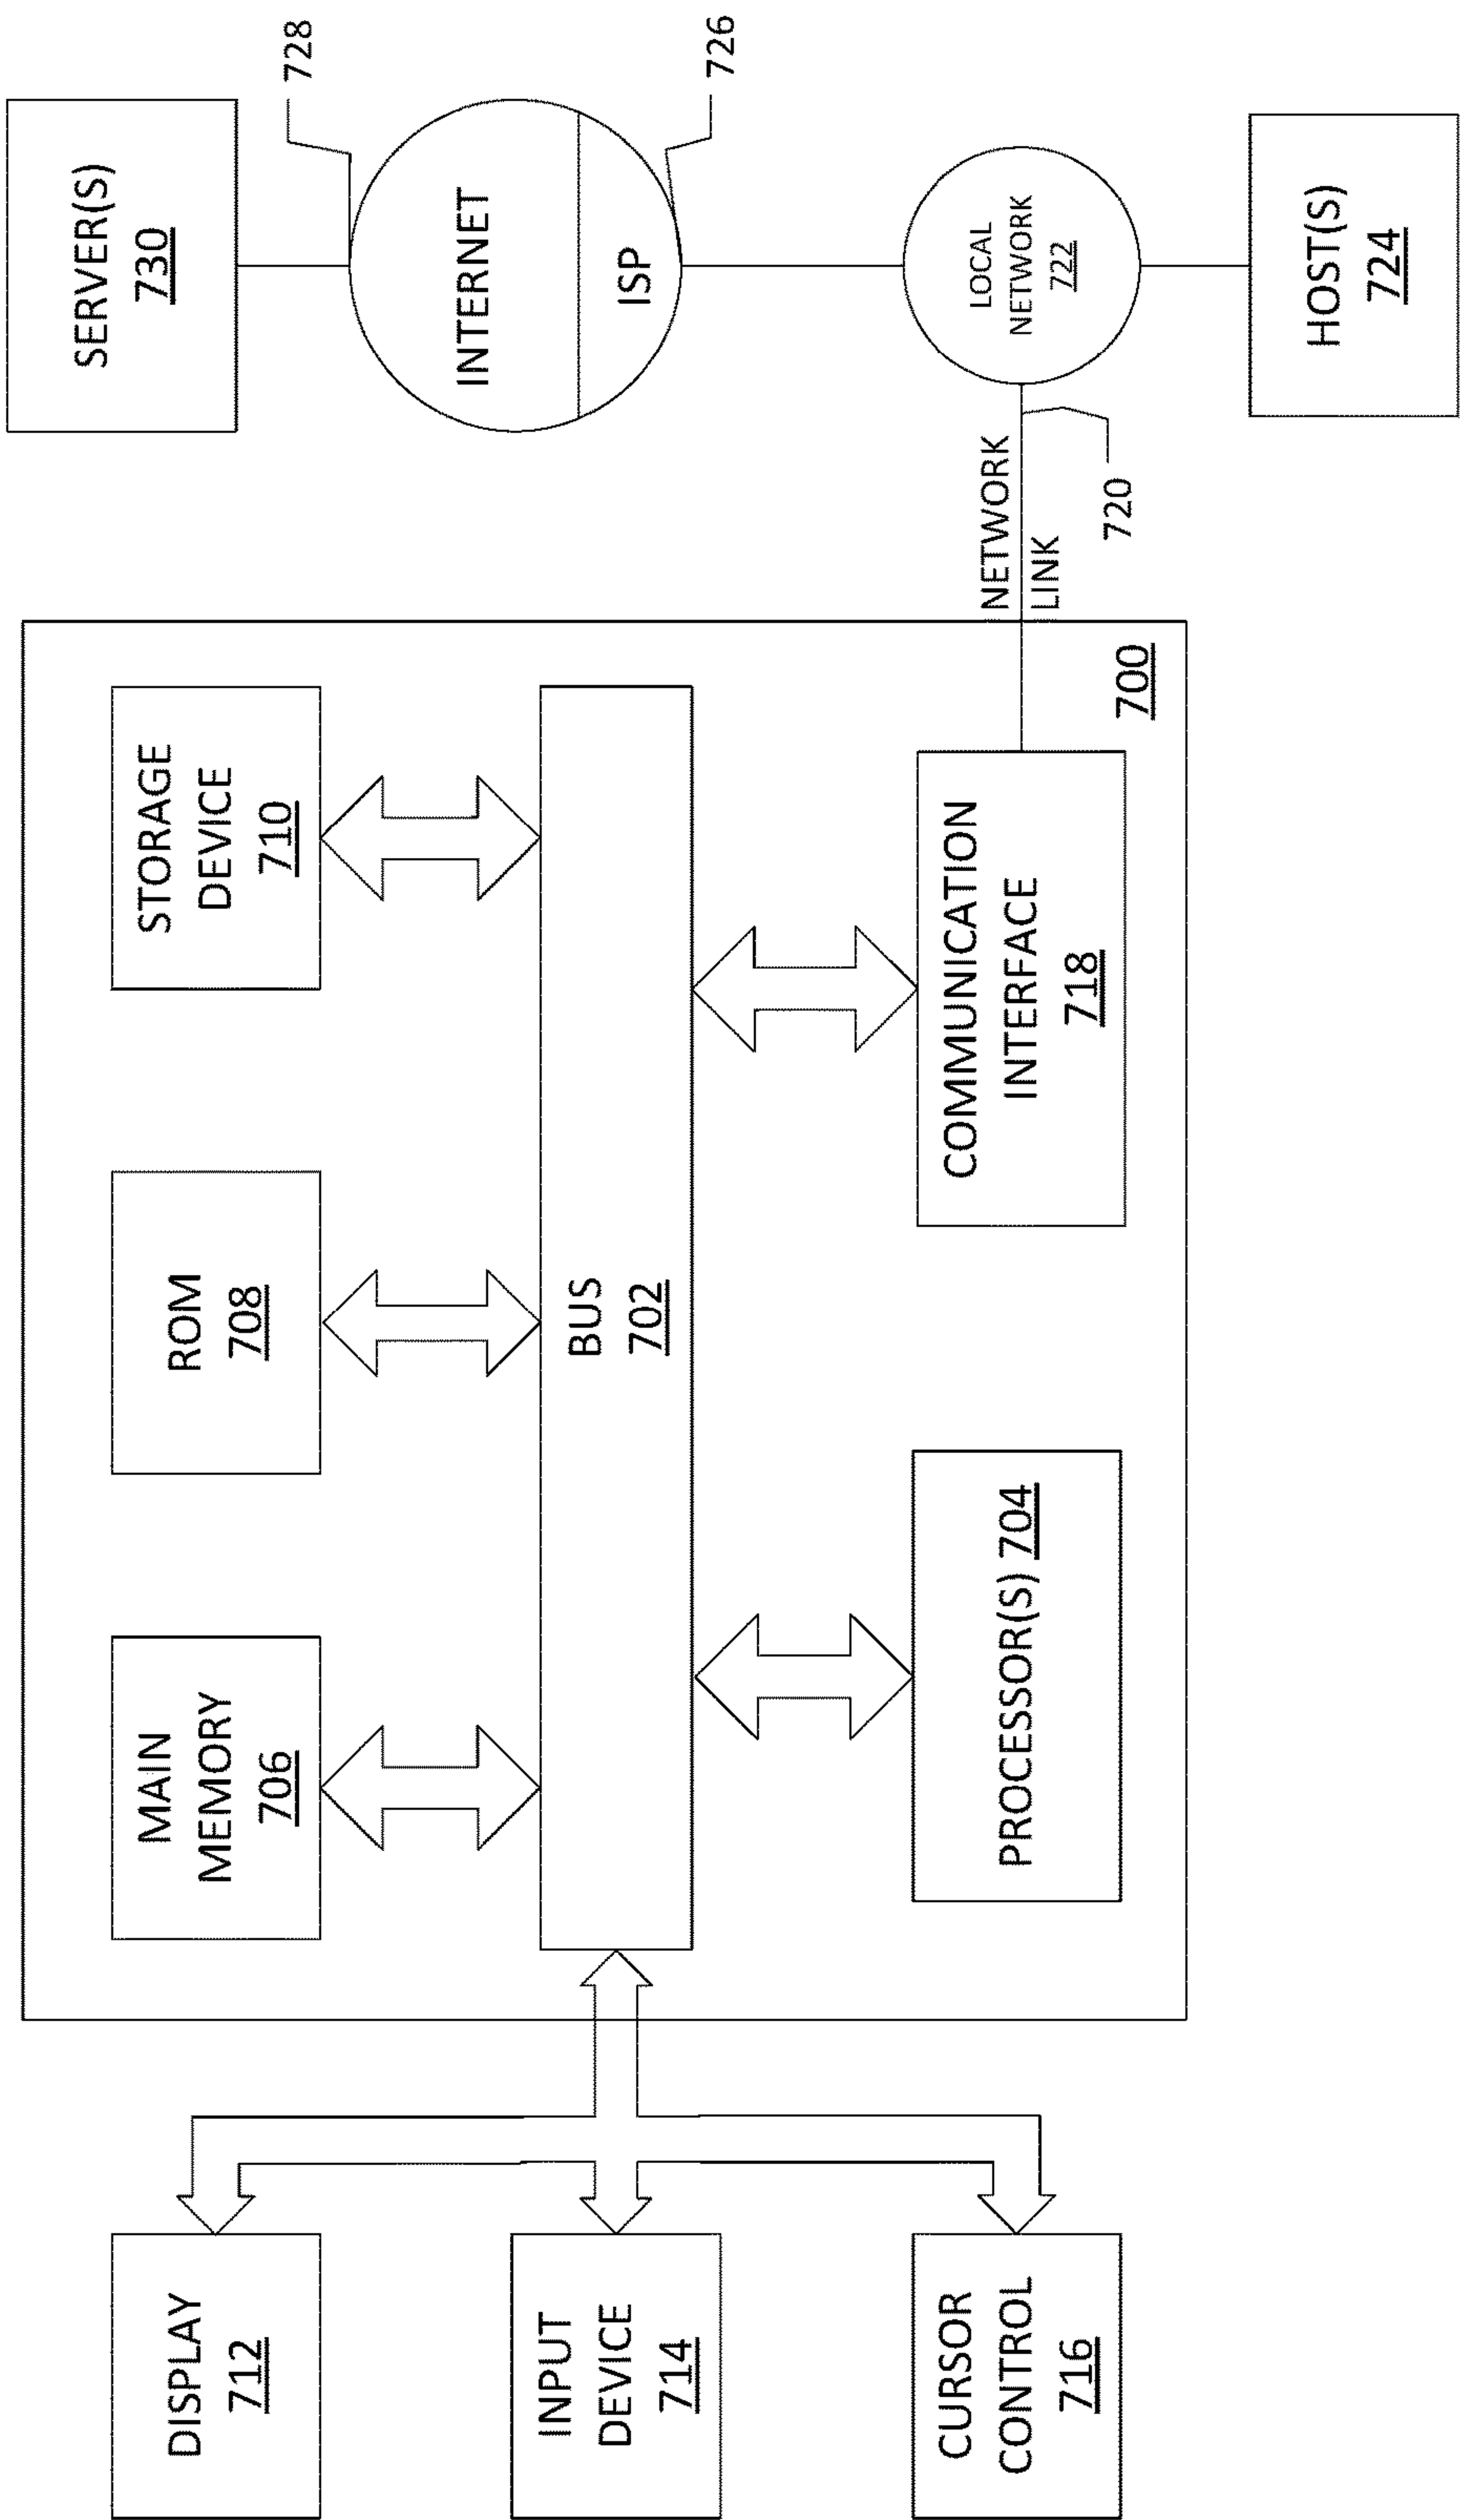 DISPLAY
712
INPUT
DEVICE
714
CURSOR
CONTROL
716
MAIN
MEMORY
706
ROM
708
STORAGE
DEVICE
710
BUS
702
PROCESSOR(S) 704
COMMUNICATION
INTERFACE
718
700
NETWORK
LINK
720
SERVER(S)
730
728
INTERNET
ISP
726
LOCAL
NETWORK
722
HOST(S)
724